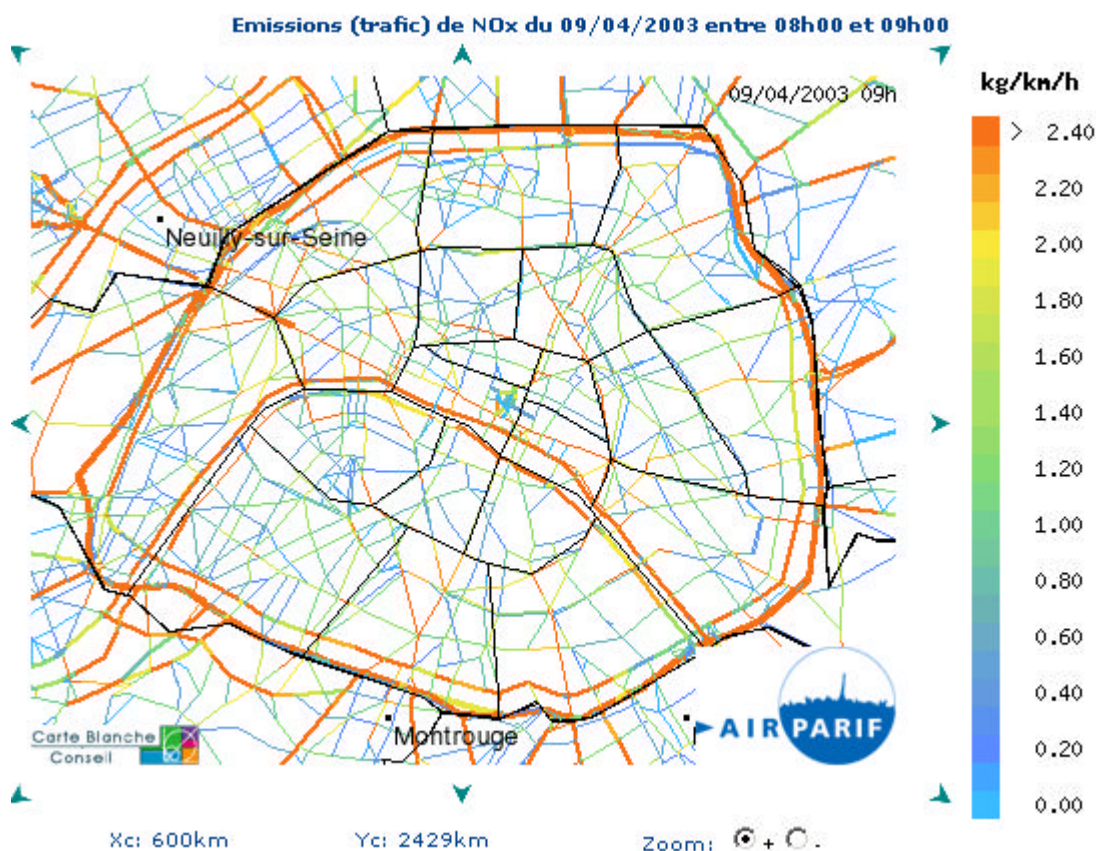 Emissions (trafic) de NOx du 09/04/2003 entre 08h00 et 09h00
kg/km/h
09/04/2003 09h
> 2.40
2.20
2.00
1.80
1.60
1.40
1.20
1.00
0.80
0.60
0.40
0.20
0.00
Neuilly-sur-Seine
Montrouge
Carte Blanche
Conseil
AIRPARIF
Xc: 600km Yc: 2429km Zoom: + -